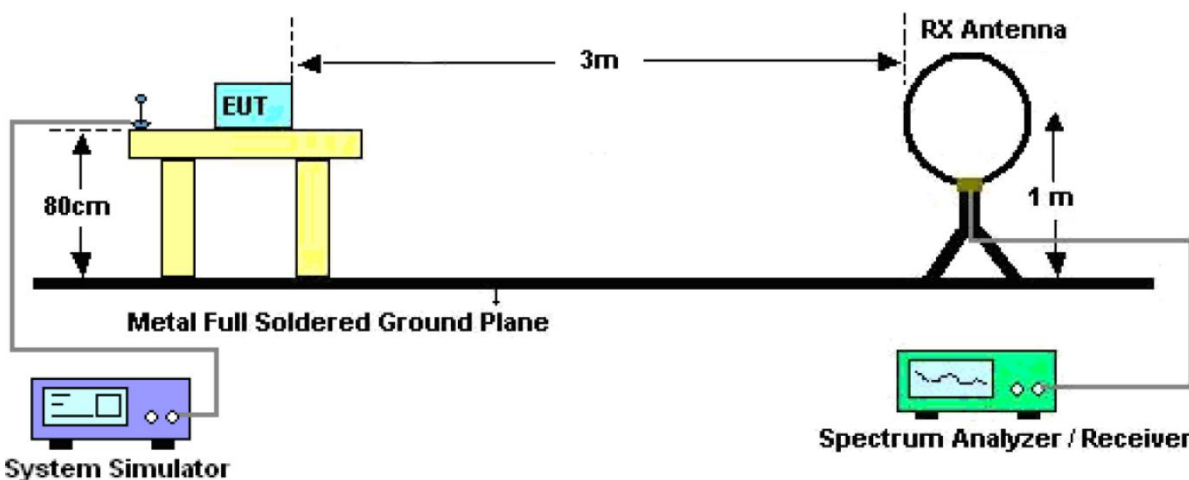 RX Antenna
3m
EUT
80cm
1 m
Metal Full Soldered Ground Plane
Spectrum Analyzer / Receiver
System Simulator